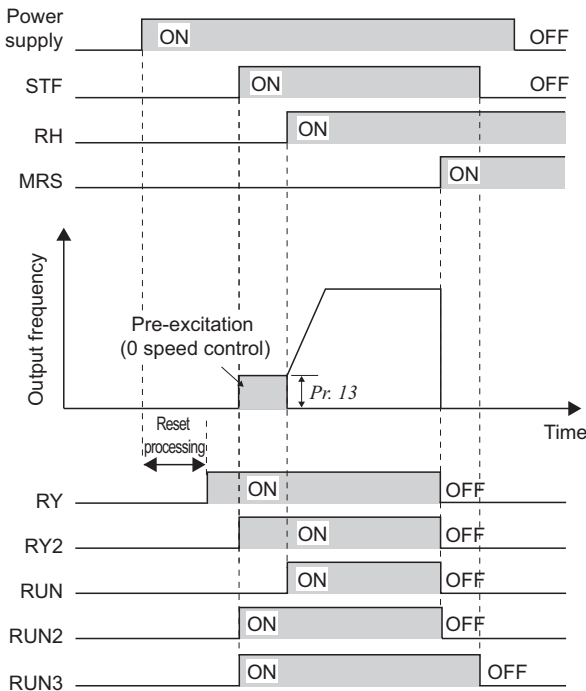 Power
supply ON OFF
STF ON OFF
RH ON
MRS ON
Output frequency
Pre-excitation
(0 speed control)
Pr. 13
Time
Reset
processing
RY ON OFF
RY2 ON OFF
RUN ON OFF
RUN2 ON OFF
RUN3 ON OFF